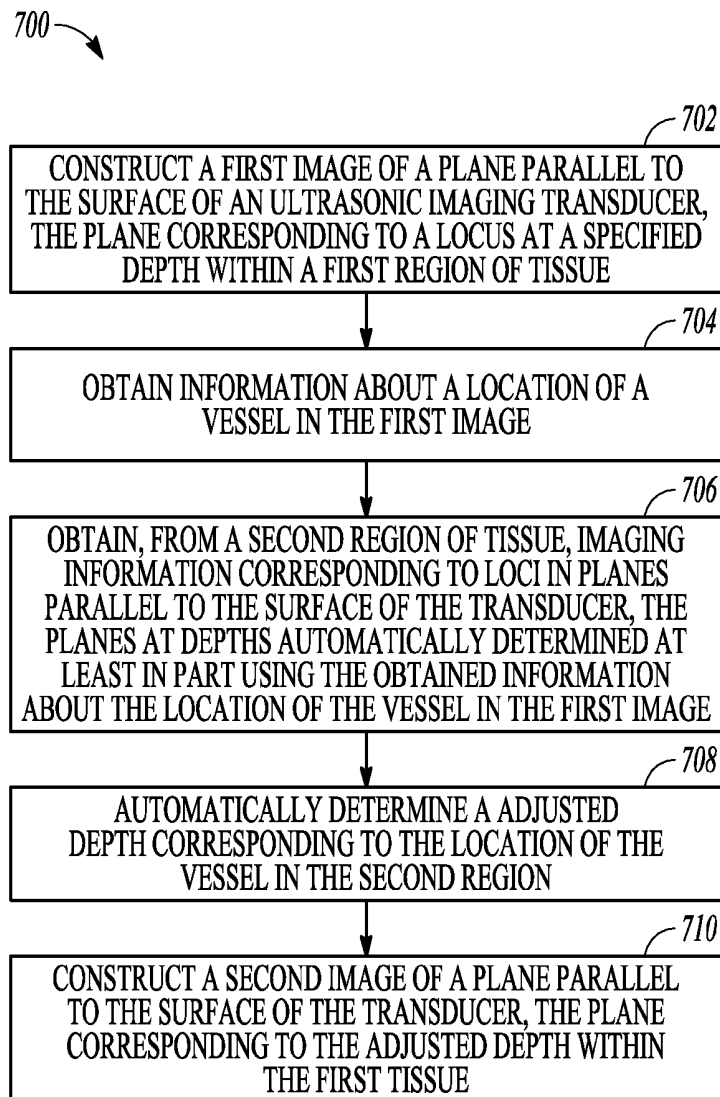 700
702
CONSTRUCT A FIRST IMAGE OF A PLANE PARALLEL TO
THE SURFACE OF AN ULTRASONIC IMAGING TRANSDUCER,
THE PLANE CORRESPONDING TO A LOCUS AT A SPECIFIED
DEPTH WITHIN A FIRST REGION OF TISSUE
704
OBTAIN INFORMATION ABOUT A LOCATION OF A
VESSEL IN THE FIRST IMAGE
706
OBTAIN, FROM A SECOND REGION OF TISSUE, IMAGING
INFORMATION CORRESPONDING TO LOCI IN PLANES
PARALLEL TO THE SURFACE OF THE TRANSDUCER, THE
PLANES AT DEPTHS AUTOMATICALLY DETERMINED AT
LEAST IN PART USING THE OBTAINED INFORMATION
ABOUT THE LOCATION OF THE VESSEL IN THE FIRST IMAGE
708
AUTOMATICALLY DETERMINE A ADJUSTED
DEPTH CORRESPONDING TO THE LOCATION OF THE
VESSEL IN THE SECOND REGION
710
CONSTRUCT A SECOND IMAGE OF A PLANE PARALLEL
TO THE SURFACE OF THE TRANSDUCER, THE PLANE
CORRESPONDING TO THE ADJUSTED DEPTH WITHIN
THE FIRST TISSUE